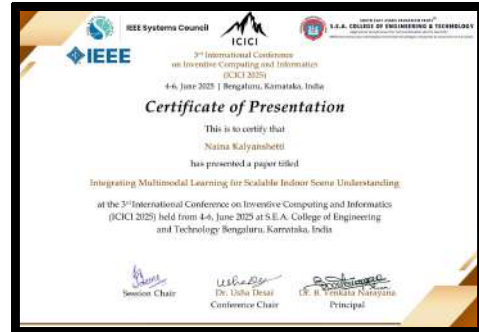 IEEE Systems Council
IEEE
ICICI
S.E.A. COLLEGE OF ENGINEERING & TECHNOLOGY
3rd International Conference
on Inventive Computing and Informatics
(ICICI 2025)
4-6, June 2025 | Bengaluru, Karnataka, India
Certificate of Presentation
This is to certify that
Naina Kalyanshetti
has presented a paper titled
Integrating Multimodal Learning for Scalable Indoor Scene Understanding
at the 3rd International Conference on Inventive Computing and Informatics
(ICICI 2025) held from 4-6, June 2025 at S.E.A. College of Engineering
and Technology Bengaluru, Karnataka, India
Session Chair
Dr. Usha Desai
Conference Chair
Dr. B. Venkata Narayana
Principal